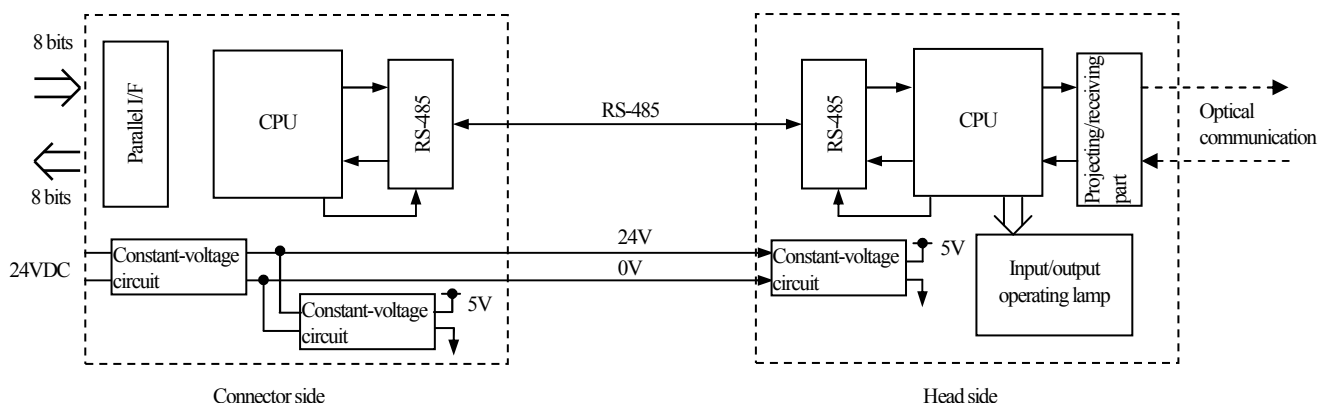 8 bits
Parallel I/F
8 bits
CPU
RS-485
RS-485
RS-485
CPU
Projecting/receiving
part
Optical
communication
24VDC
Constant-voltage
circuit
24V
0V
Constant-voltage
circuit
5V
Constant-voltage
circuit
5V
Input/output
operating lamp
Connector side
Head side